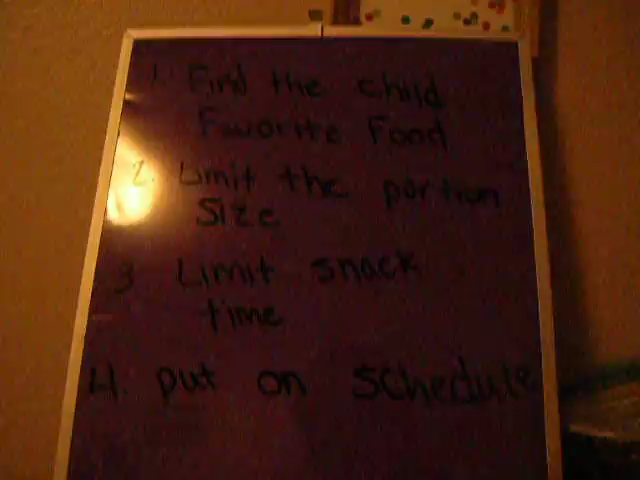 1. Find the child
Favorite Food
2. Limit the portion
Size
3 Limit snack
time
4. put on schedule